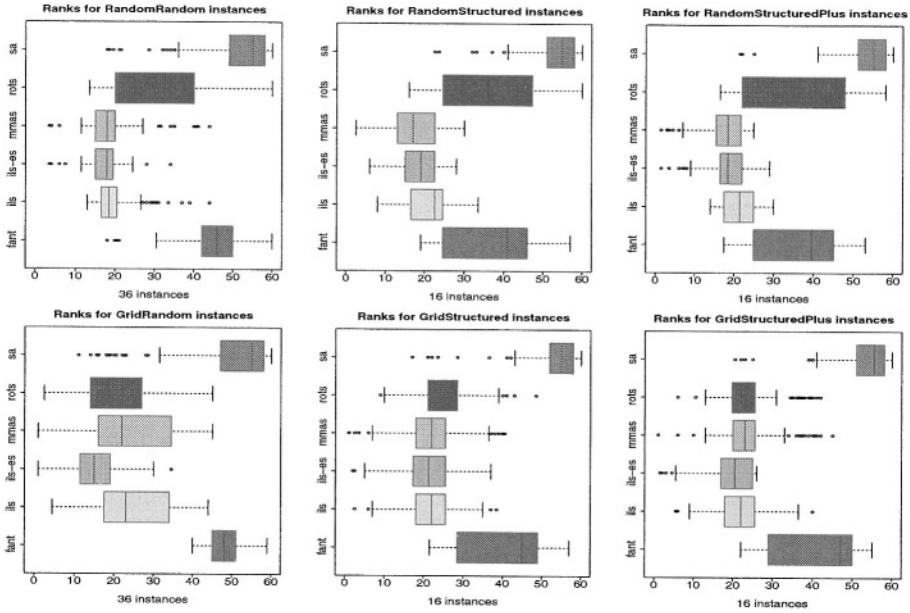 Ranks for RandomRandom instances
sa
rots
mmas
ils-es
ils
fant
0 10 20 30 40 50 60
36 instances
Ranks for RandomStructured instances
sa
rots
mmas
ils-es
ils
fant
0 10 20 30 40 50 60
16 instances
Ranks for RandomStructuredPlus instances
sa
rots
mmas
ils-es
ils
fant
0 10 20 30 40 50 60
16 instances
Ranks for GridRandom instances
sa
rots
mmas
ils-es
ils
fant
0 10 20 30 40 50 60
36 instances
Ranks for GridStructured instances
sa
rots
mmas
ils-es
ils
fant
0 10 20 30 40 50 60
16 instances
Ranks for GridStructuredPlus instances
sa
rots
mmas
ils-es
ils
fant
0 10 20 30 40 50 60
16 instances